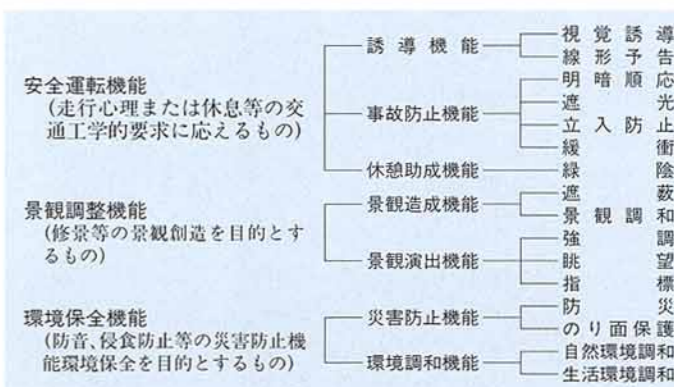 安全運転機能
(走行心理または休息等の交
通工学的要求に応えるもの)
誘導機能
視覚誘導
線形予告
事故防止機能
明暗順応
遮光
立入防止
緩衝
休憩助成機能
緑陰
景観調整機能
(修景等の景観創造を目的とす
るもの)
景観造成機能
遮蔽
景観調和
景観演出機能
強調
眺望
指標
環境保全機能
(防音、侵食防止等の災害防止機
能環境保全を目的とするもの)
災害防止機能
防災
のり面保護
環境調和機能
自然環境調和
生活環境調和